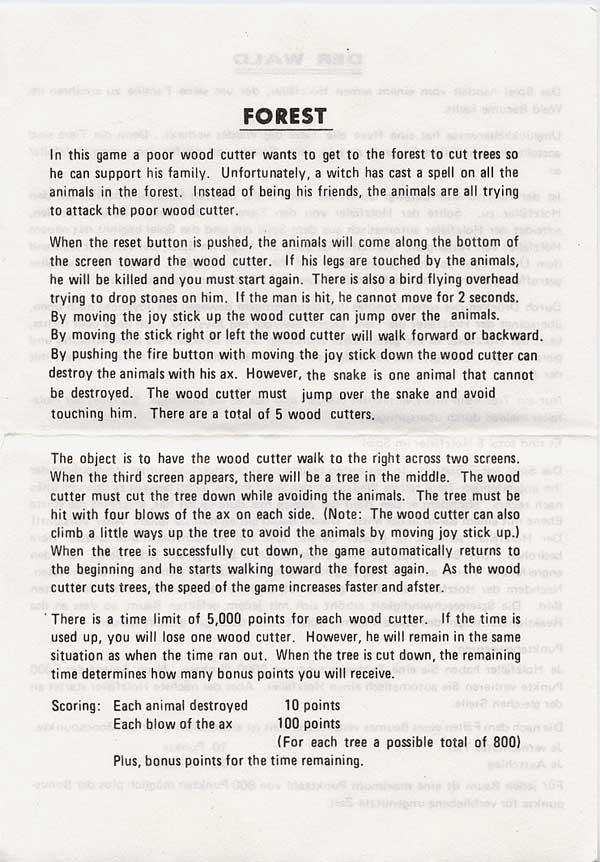 FOREST
In this game a poor wood cutter wants to get to the forest to cut trees so
he can support his family. Unfortunately, a witch has cast a spell on all the
animals in the forest. Instead of being his friends, the animals are all trying
to attack the poor wood cutter.
When the reset button is pushed, the animals will come along the bottom of
the screen toward the wood cutter. If his legs are touched by the animals,
he will be killed and you must start again. There is also a bird flying overhead
trying to drop stones on him. If the man is hit, he cannot move for 2 seconds.
By moving the joy stick up the wood cutter can jump over the animals.
By moving the stick right or left the wood cutter will walk forward or backward.
By pushing the fire button with moving the joy stick down the wood cutter can
destroy the animals with his ax. However, the snake is one animal that cannot
be destroyed. The wood cutter must jump over the snake and avoid
touching him. There are a total of 5 wood cutters.
The object is to have the wood cutter walk to the right across two screens.
When the third screen appears, there will be a tree in the middle. The wood
cutter must cut the tree down while avoiding the animals. The tree must be
hit with four blows of the ax on each side. (Note: The wood cutter can also
climb a little ways up the tree to avoid the animals by moving joy stick up.)
When the tree is successfully cut down, the game automatically returns to
the beginning and he starts walking toward the forest again. As the wood
cutter cuts trees, the speed of the game increases faster and afster.
There is a time limit of 5,000 points for each wood cutter. If the time is
used up, you will lose one wood cutter. However, he will remain in the same
situation as when the time ran out. When the tree is cut down, the remaining
time determines how many bonus points you will receive.
Scoring: Each animal destroyed 10 points
Each blow of the ax 100 points
(For each tree a possible total of 800)
Plus, bonus points for the time remaining.